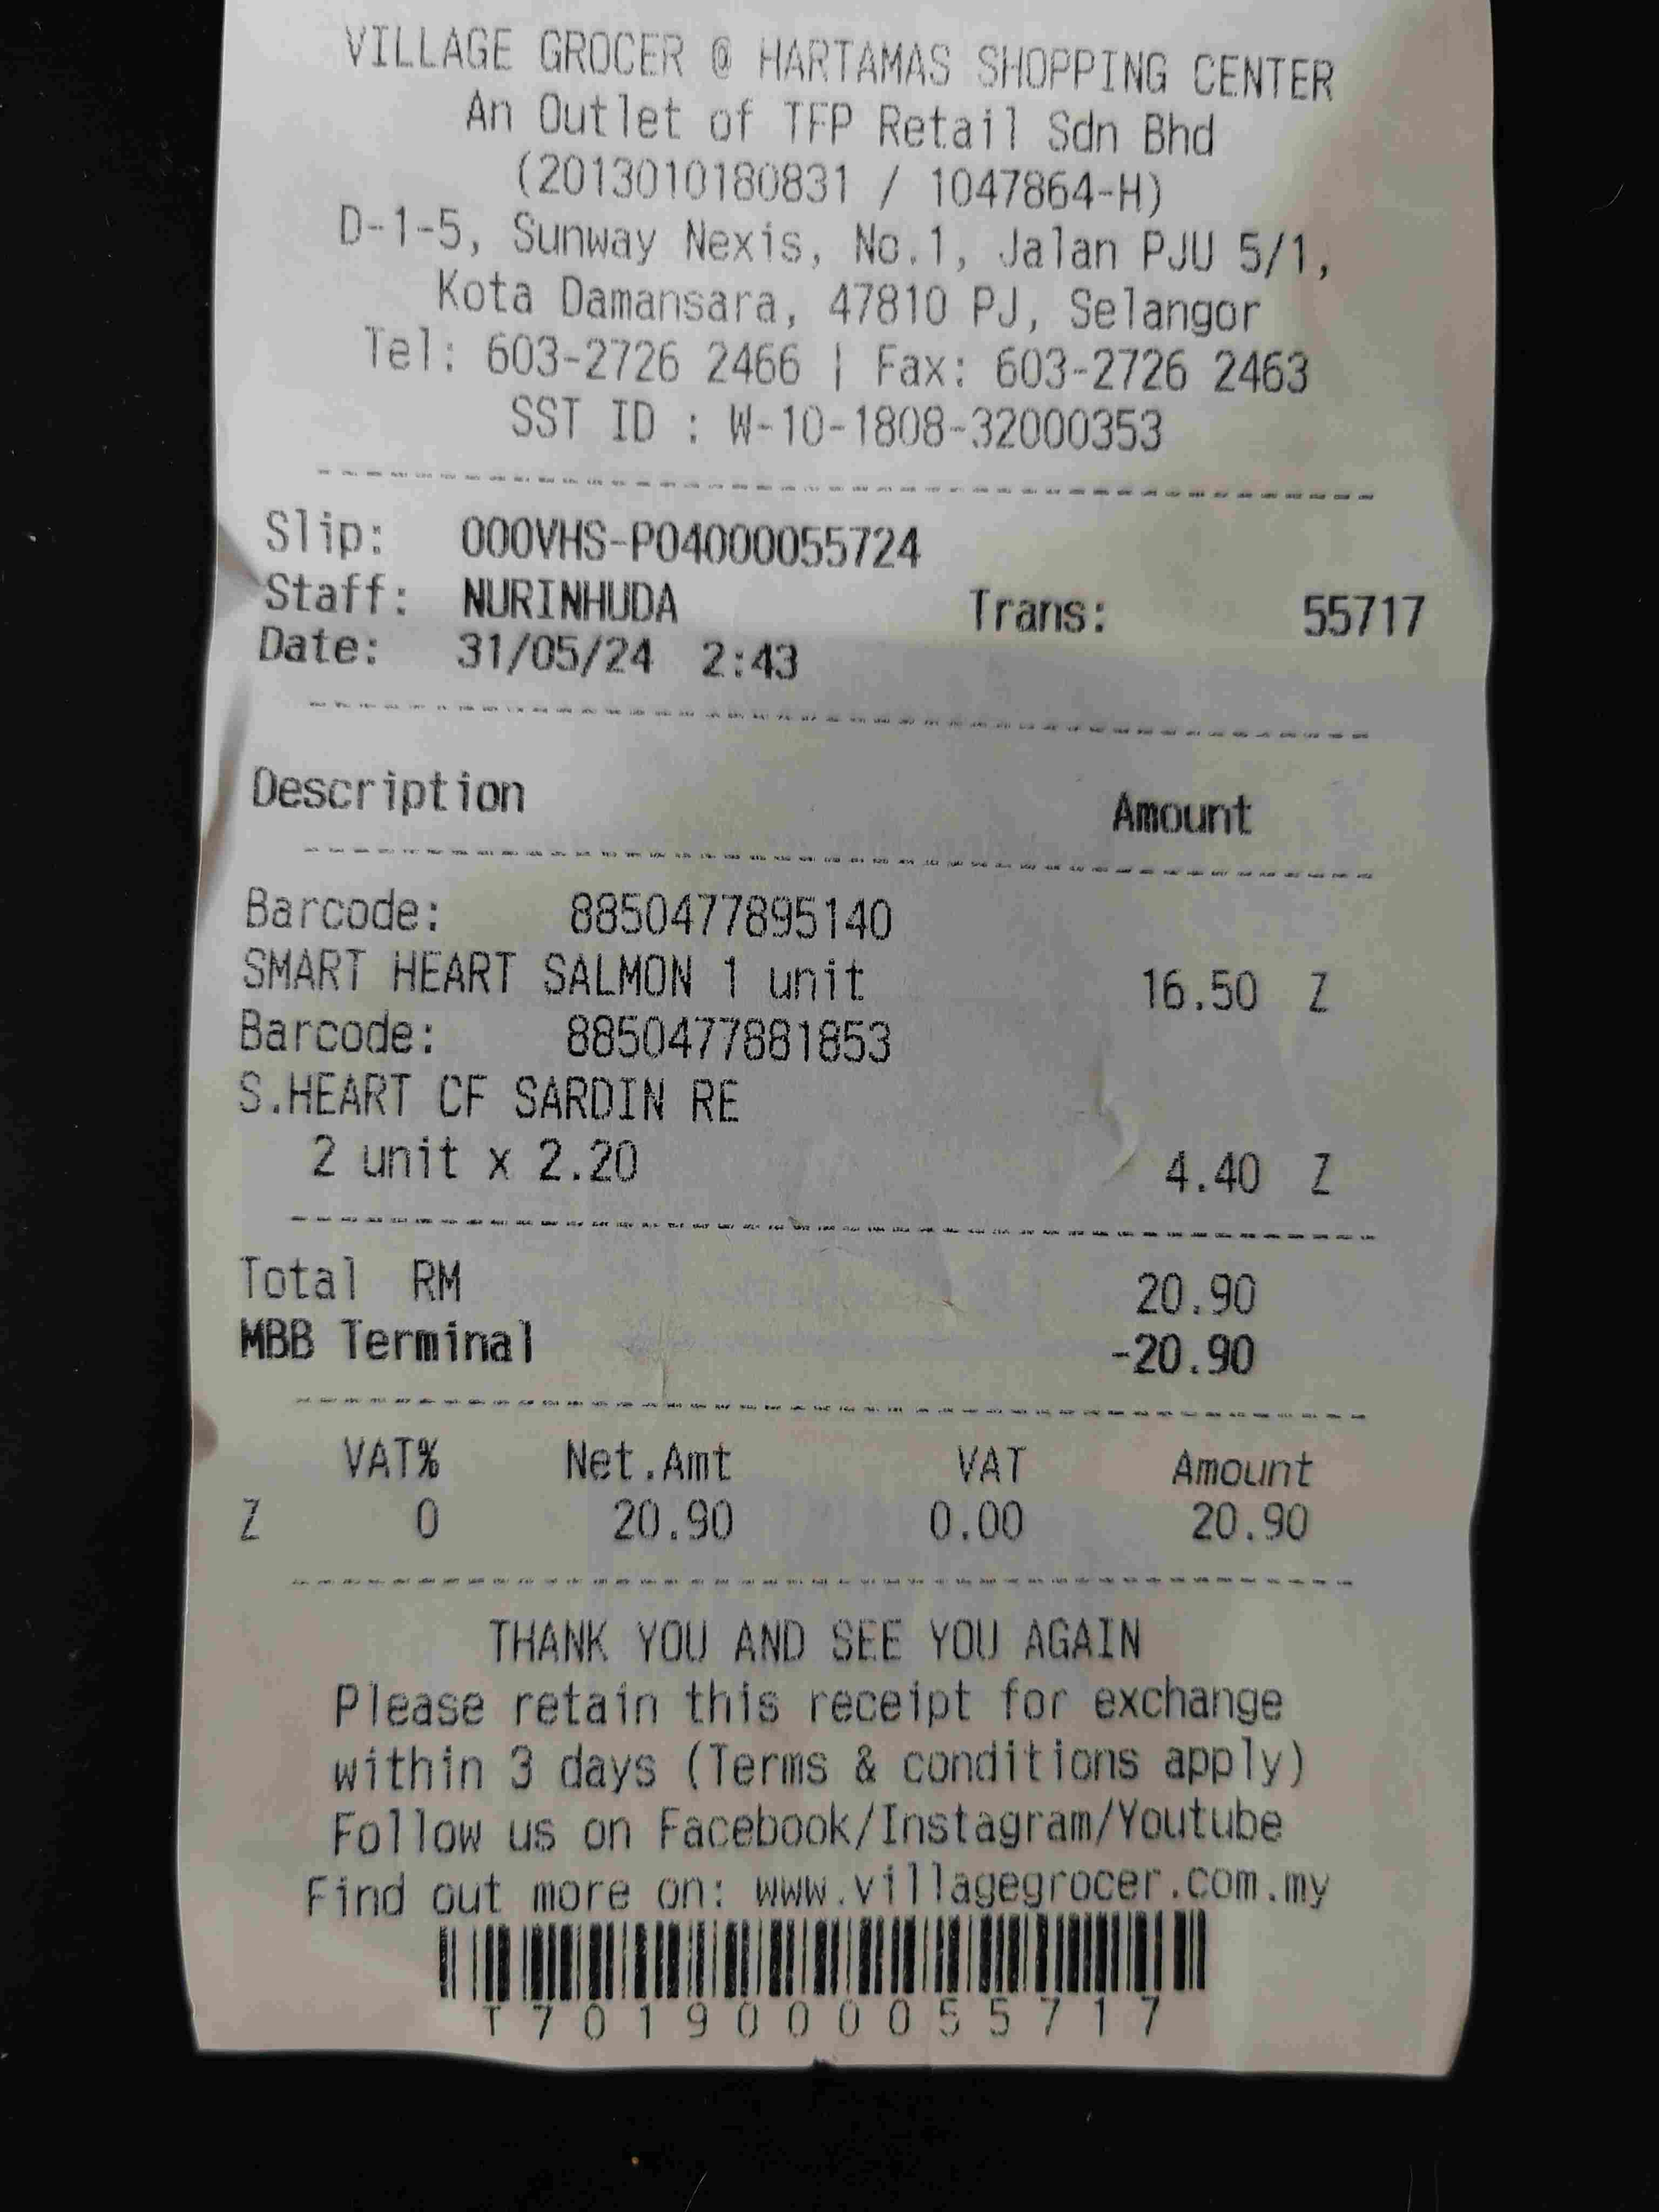 VILLAGE GROCER @ HARTAMAS SHOPPING CENTER
An Outlet of TFP Retail Sdn Bhd
(2013010180831 / 1047864-H)
D-1-5, Sunway Nexis, No.1, Jalan PJU 5/1,
Kota Damansara, 47810 PJ, Selangor
Tel: 603-2726 2466 | Fax: 603-2726 2463
SST ID : W-10-1808-32000353
Slip: 000VHS-P04000055724
Staff: NURINHUDA Trans: 55717
Date: 31/05/24 2:43
Description Amount
Barcode: 8850477895140
SMART HEART SALMON 1 unit 16.50 Z
Barcode: 8850477881853
S.HEART CF SARDIN RE
2 unit x 2.20 4.40 Z
Total RM 20.90
MBB Terminal -20.90
VAT% Net.Amt VAT Amount
Z 0 20.90 0.00 20.90
THANK YOU AND SEE YOU AGAIN
Please retain this receipt for exchange
within 3 days (Terms & conditions apply)
Follow us on Facebook/Instagram/Youtube
Find out more on: www.villagegrocer.com.my
T7019000055717